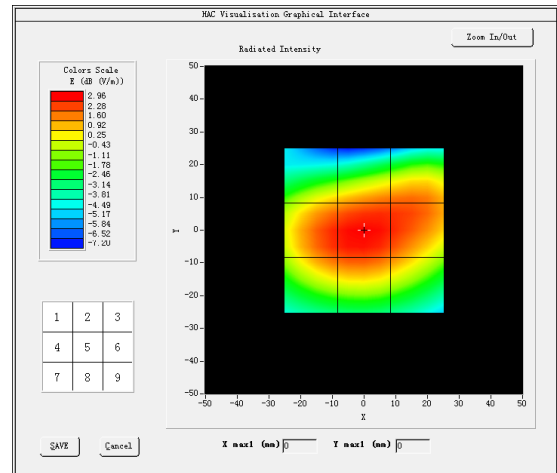 HAC Visualisation Graphical Interface
Zoom In/Out
Radiated Intensity
Colors Scale
E (dB (V/m))
2.96
2.28
1.60
0.92
0.25
-0.43
-1.11
-1.78
-2.46
-3.14
-3.81
-4.49
-5.17
-5.84
-6.52
-7.20
50
40
30
20
10
0
-10
-20
-30
-40
-50
Y
-50 -40 -30 -20 -10 0 10 20 30 40 50
X
1 2 3
4 5 6
7 8 9
SAVE Cancel X max1 (mm) 0 Y max1 (mm) 0